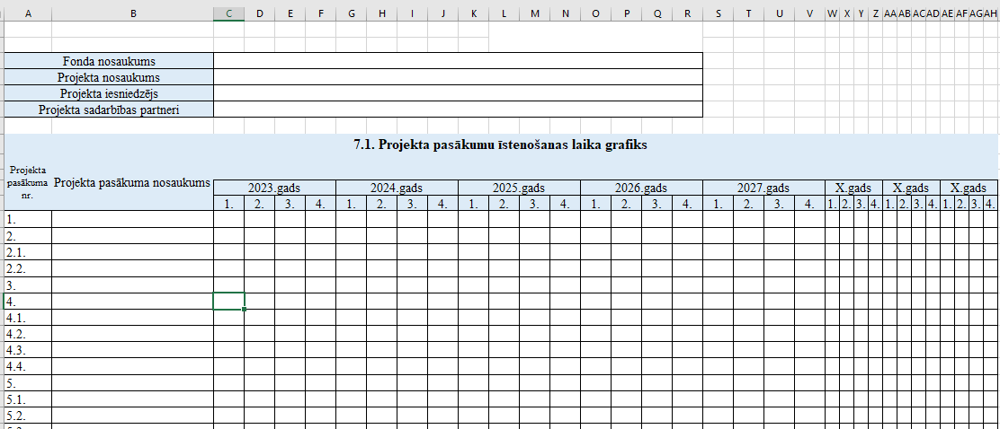 A B C D E F G H I J K L M N O P Q R S T U V W X Y Z AA AB AC AD AE AF AG AH
Fonda nosaukums
Projekta nosaukums
Projekta iesniedzējs
Projekta sadarbības partneri
7.1. Projekta pasākumu īstenošanas laika grafiks
Projekta
pasākuma
nr.
Projekta pasākuma nosaukums
2023.gads 2024.gads 2025.gads 2026.gads 2027.gads X.gads X.gads X.gads
1. 2. 3. 4. 1. 2. 3. 4. 1. 2. 3. 4. 1. 2. 3. 4. 1. 2. 3. 4. 1. 2. 3. 4. 1. 2. 3. 4. 1. 2. 3. 4.
1.
2.
2.1.
2.2.
3.
4.
4.1.
4.2.
4.3.
4.4.
5.
5.1.
5.2.